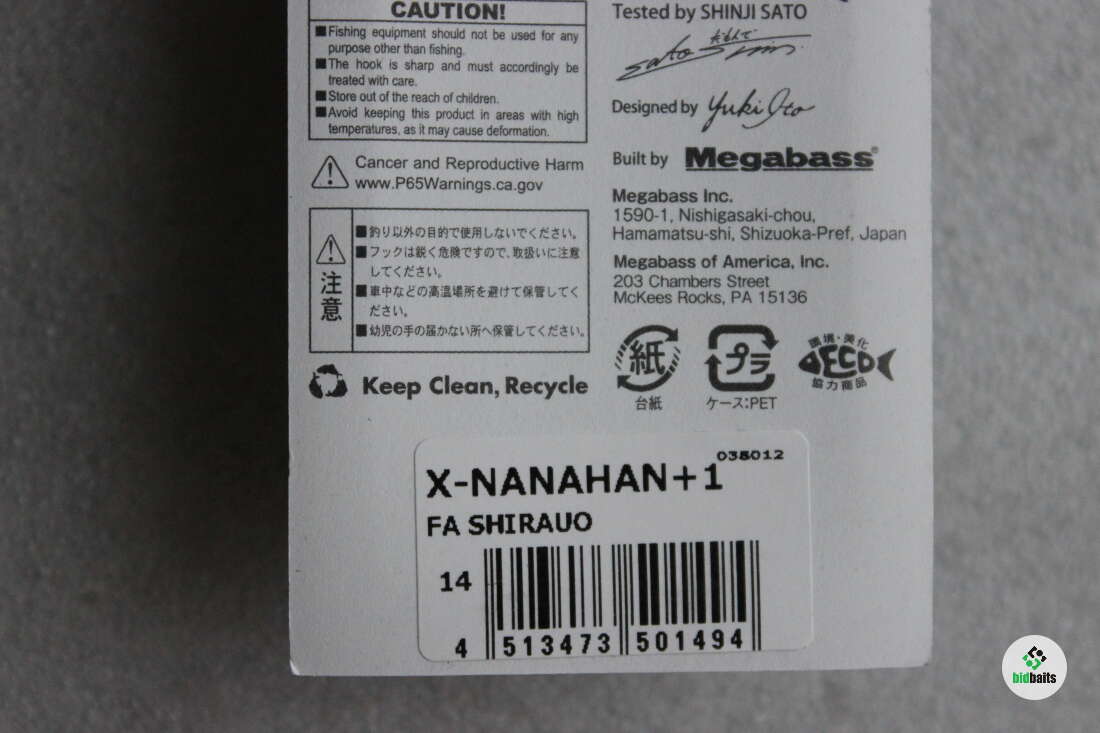 CAUTION!
■Fishing equipment should not be used for any
purpose other than fishing.
■The hook is sharp and must accordingly be
treated with care.
■Store out of the reach of children.
■Avoid keeping this product in areas with high
temperatures, as it may cause deformation.
Cancer and Reproductive Harm
www.P65Warnings.ca.gov
注意
■釣り以外の目的で使用しないでください。
■フックは鋭く危険ですので、取扱いに注意
してください。
■車中などの高温場所を避けて保管してく
ださい。
■幼児の手の届かない所へ保管してください。
Keep Clean, Recycle
Tested by SHINJI SATO
Designed by Yuki Ito
Built by Megabass®
Megabass Inc.
1590-1, Nishigasaki-chou,
Hamamatsu-shi, Shizuoka-Pref, Japan
Megabass of America, Inc.
203 Chambers Street
McKees Rocks, PA 15136
紙
台紙
プラ
ケース:PET
環境・美化
ECO
協力商品
038012
X-NANAHAN+1
FA SHIRAUO
14
4 513473 501494
bidbaits